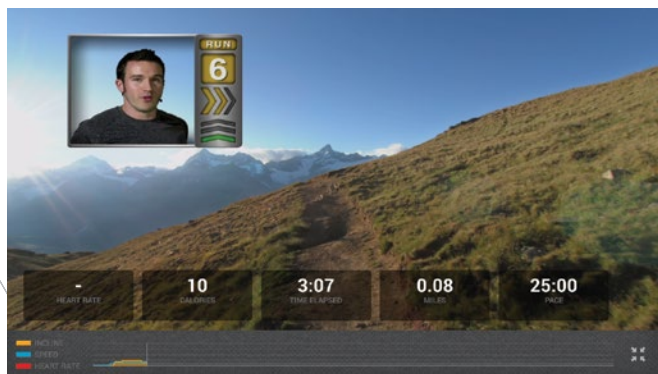 RUN
6
- 10 3:07 0.08 25:00
HEART RATE CALORIES TIME ELAPSED MILES PACE
INCLINE
SPEED
HEART RATE